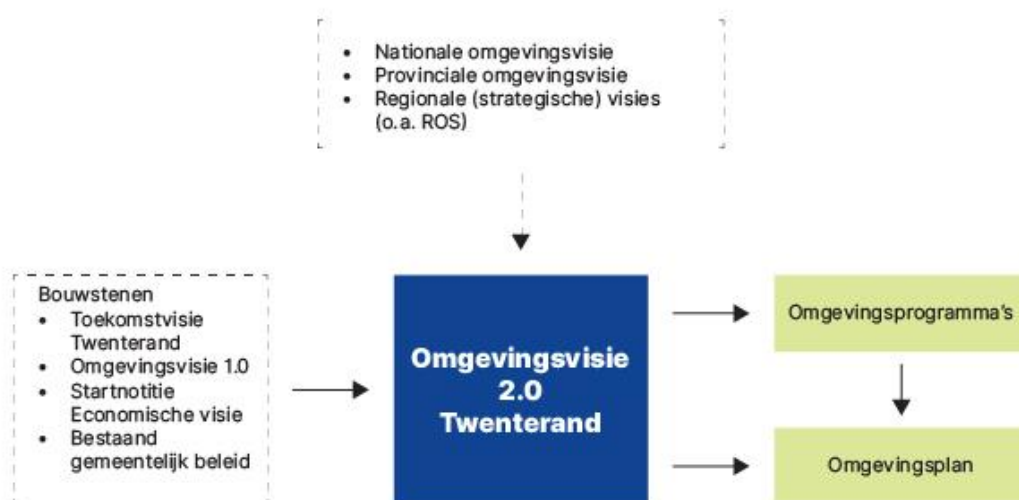 • Nationale omgevingsvisie
• Provinciale omgevingsvisie
• Regionale (strategische) visies
(o.a. ROS)
Bouwstenen
• Toekomstvisie
Twenterand
• Omgevingsvisie 1.0
• Startnotitie
Economische visie
• Bestaand
gemeentelijk beleid
Omgevingsvisie
2.0
Twenterand
Omgevingsprogramma's
Omgevingsplan